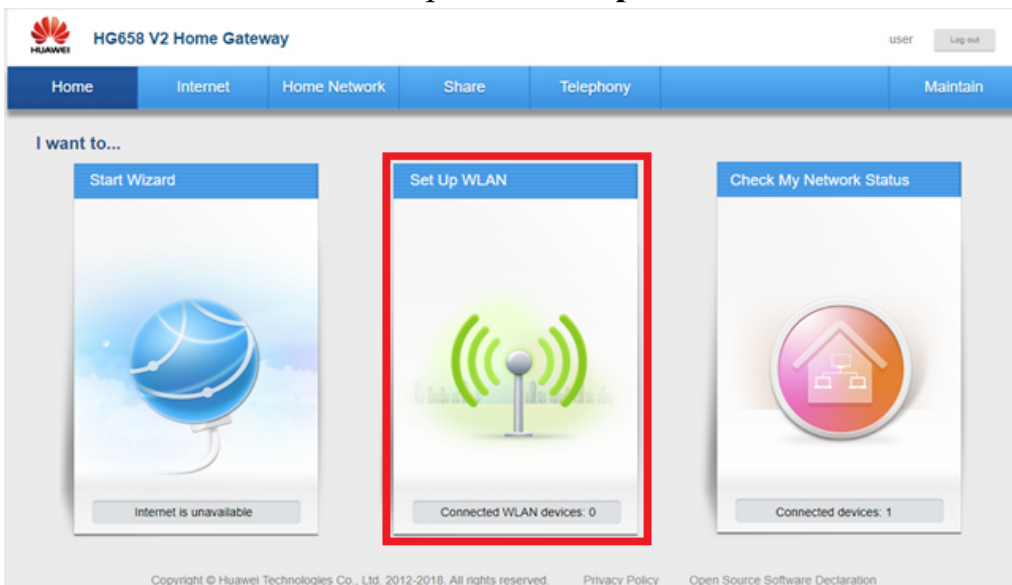 HUAWEI
HG658 V2 Home Gateway
user
Log out
Home
Internet
Home Network
Share
Telephony
Maintain
I want to...
Start Wizard
Set Up WLAN
Check My Network Status
Internet is unavailable
Connected WLAN devices: 0
Connected devices: 1
Copyright © Huawei Technologies Co., Ltd. 2012-2018. All rights reserved.
Privacy Policy
Open Source Software Declaration